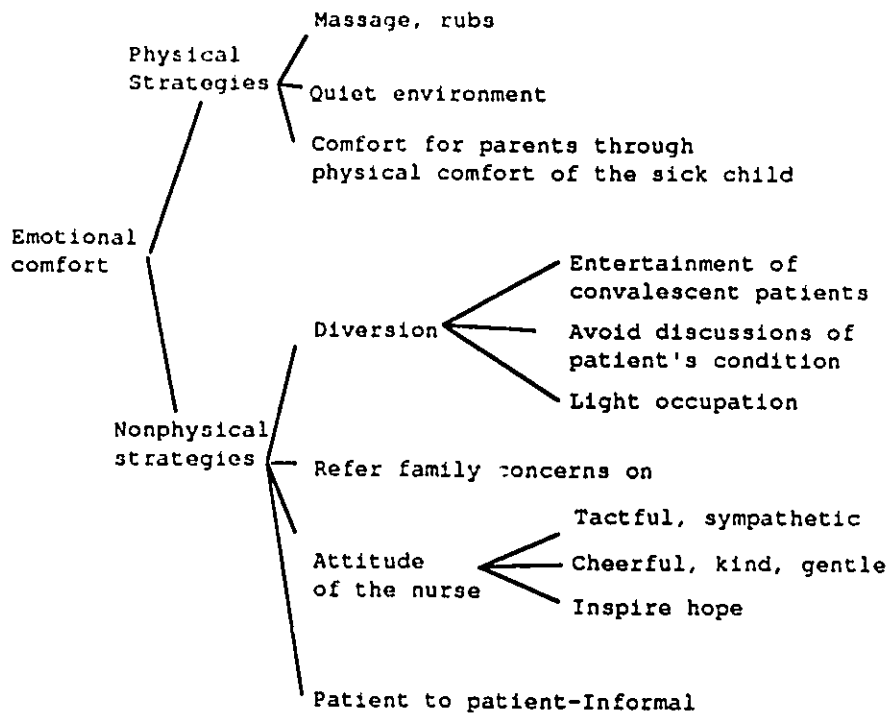 Massage, rubs
Physical
Strategies
Quiet environment
Comfort for parents through
physical comfort of the sick child
Emotional
comfort
Entertainment of
convalescent patients
Diversion
Avoid discussions of
patient's condition
Light occupation
Nonphysical
strategies
Refer family concerns on
Tactful, sympathetic
Attitude
of the nurse
Cheerful, kind, gentle
Inspire hope
Patient to patient-Informal